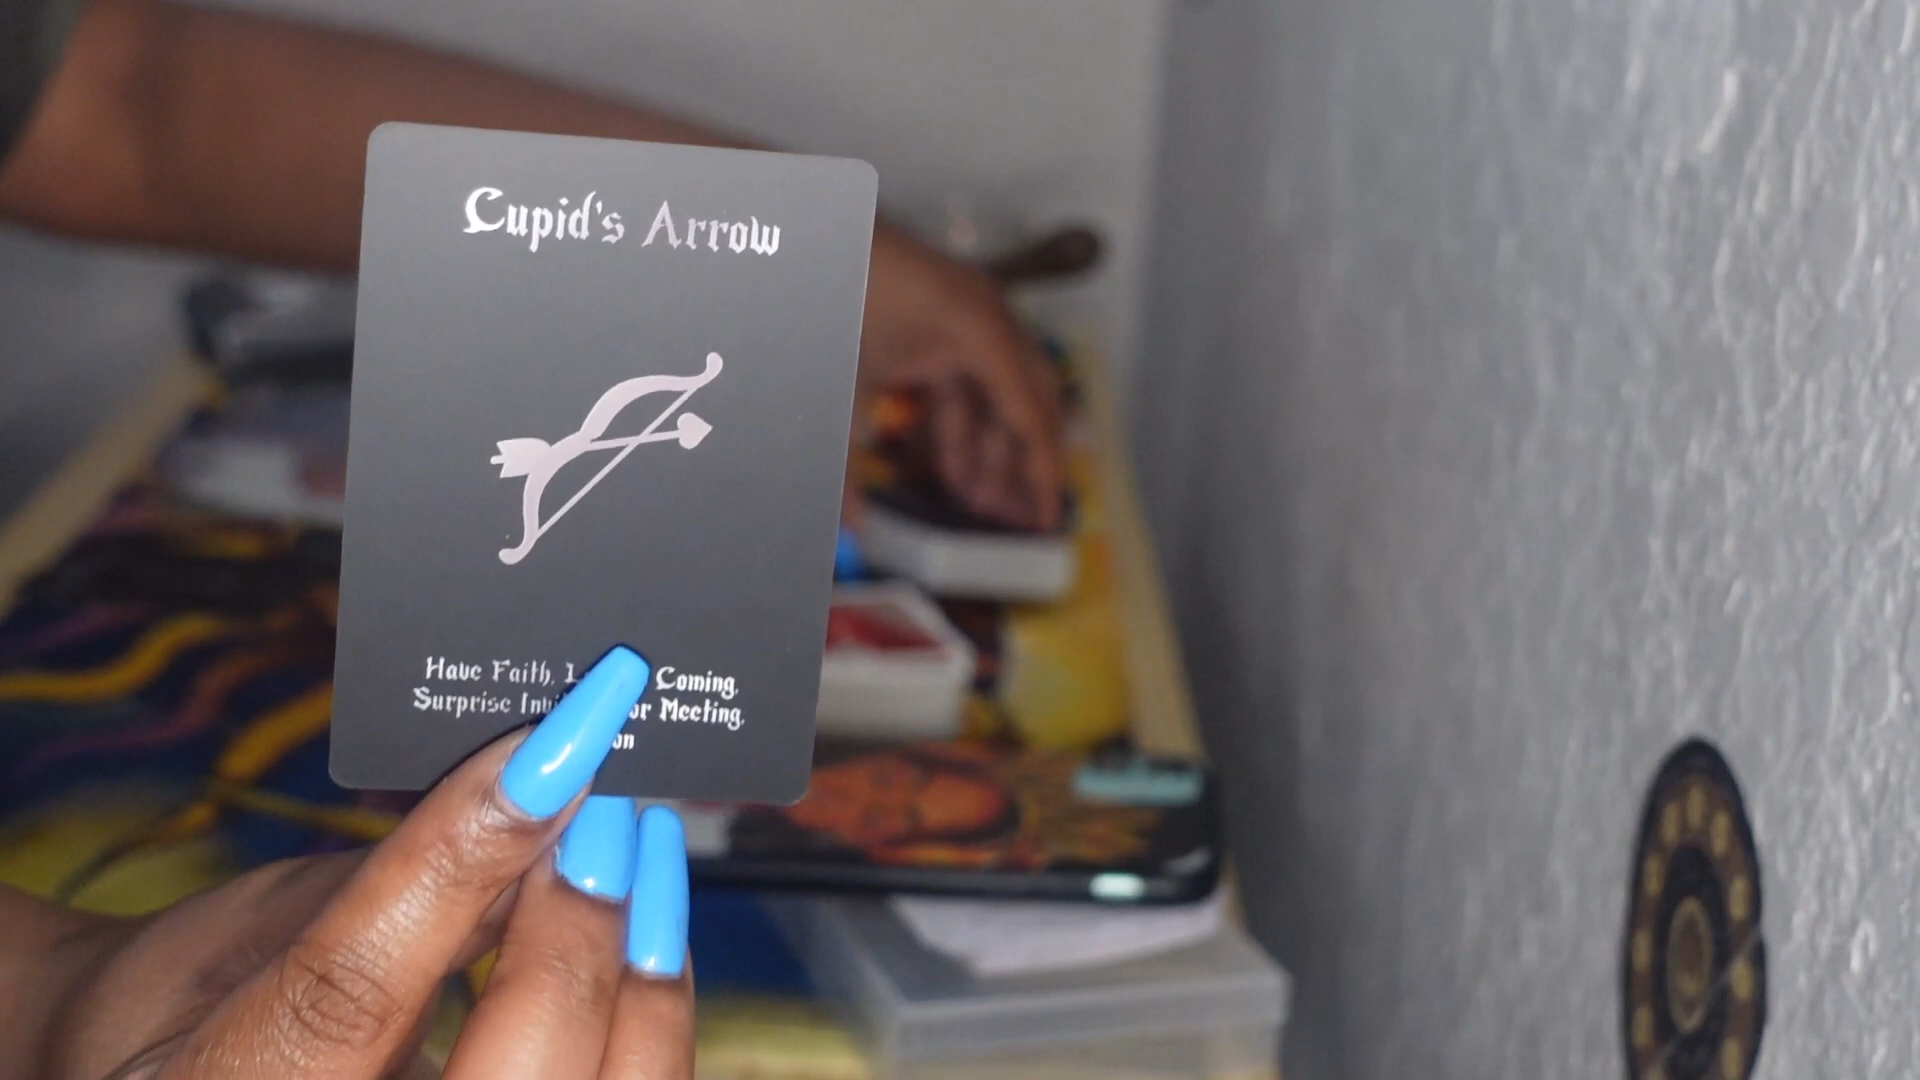 Cupid's Arrow
Have Faith, Coming,
Surprise or Meeting,